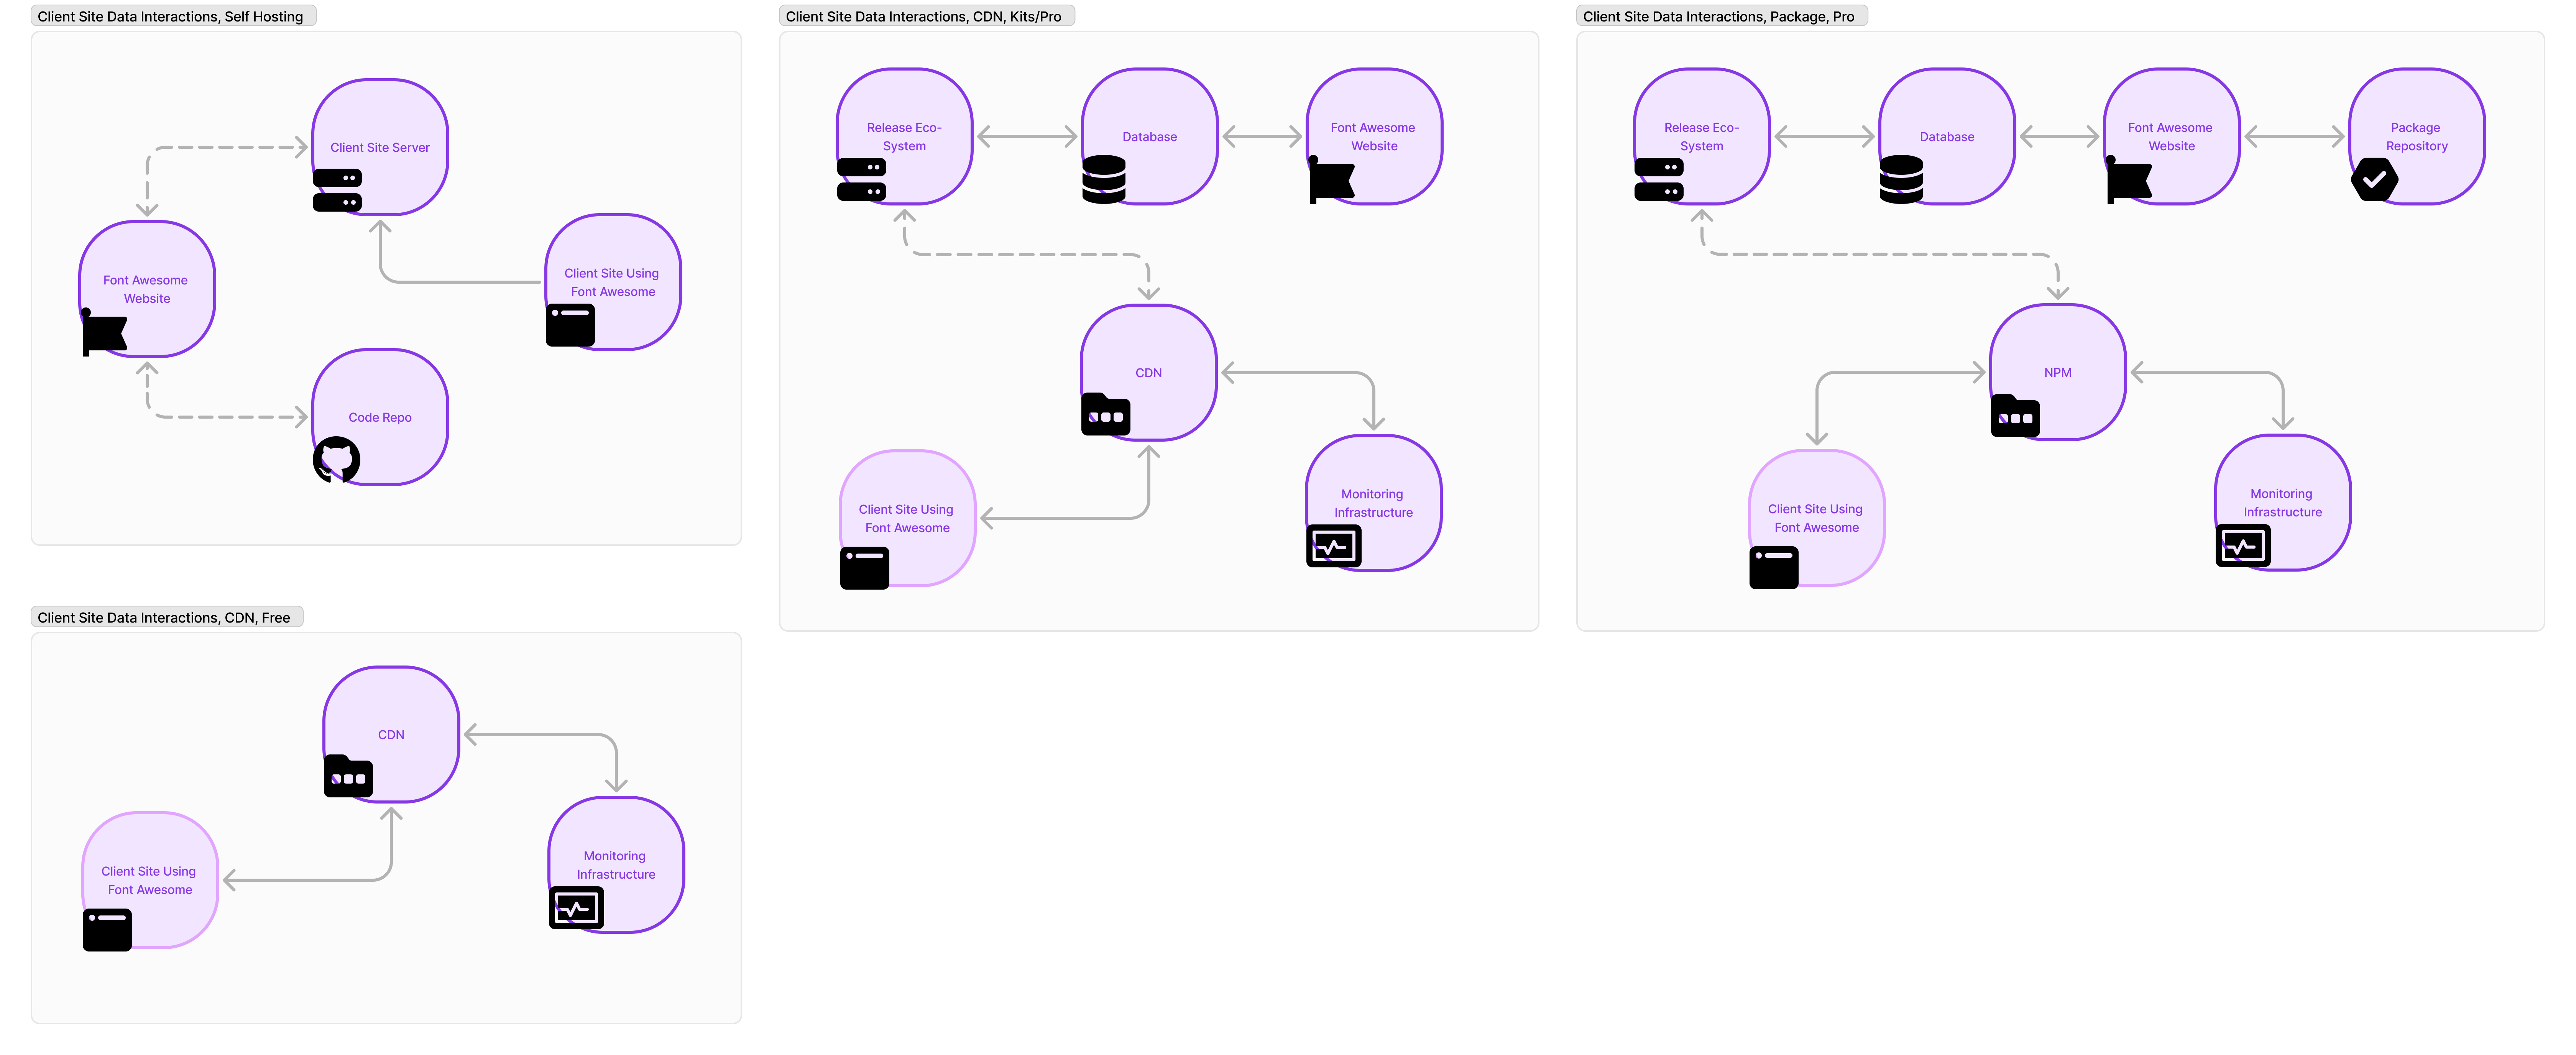 Client Site Data Interactions, Self Hosting
Client Site Server
Font Awesome
Website
Client Site Using
Font Awesome
Code Repo
Client Site Data Interactions, CDN, Kits/Pro
Release Eco-
System
Database
Font Awesome
Website
CDN
Client Site Using
Font Awesome
Monitoring
Infrastructure
Client Site Data Interactions, Package, Pro
Release Eco-
System
Database
Font Awesome
Website
Package
Repository
NPM
Client Site Using
Font Awesome
Monitoring
Infrastructure
Client Site Data Interactions, CDN, Free
CDN
Client Site Using
Font Awesome
Monitoring
Infrastructure